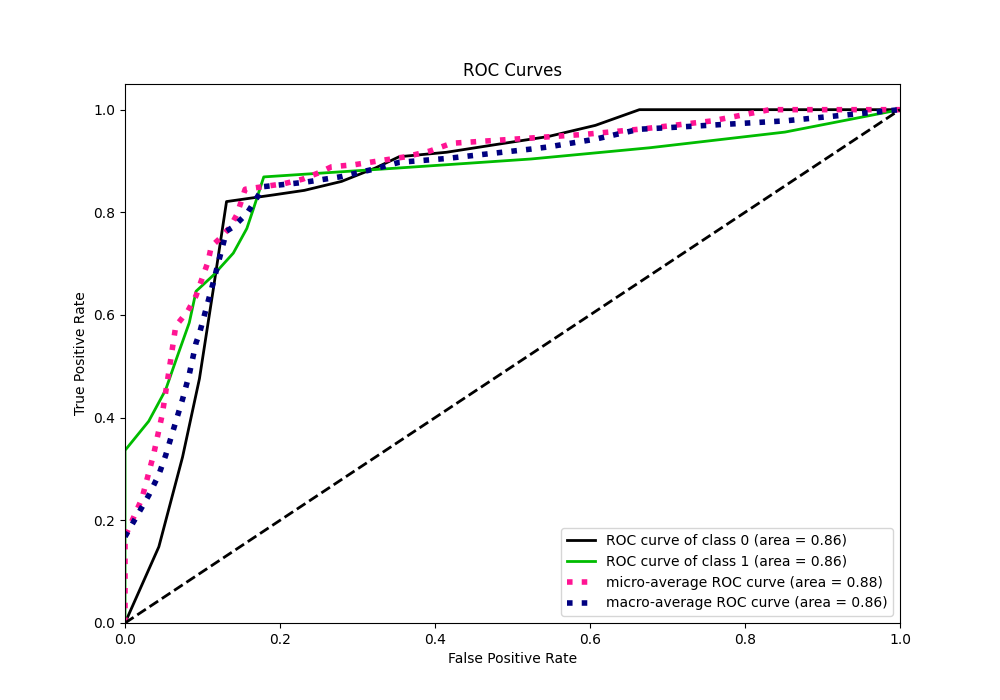 ROC Curves
True Positive Rate
1.0
0.8
0.6
0.4
0.2
0.0
ROC curve of class 0 (area = 0.86)
ROC curve of class 1 (area = 0.86)
micro-average ROC curve (area = 0.88)
macro-average ROC curve (area = 0.86)
0.0 0.2 0.4 0.6 0.8 1.0
False Positive Rate